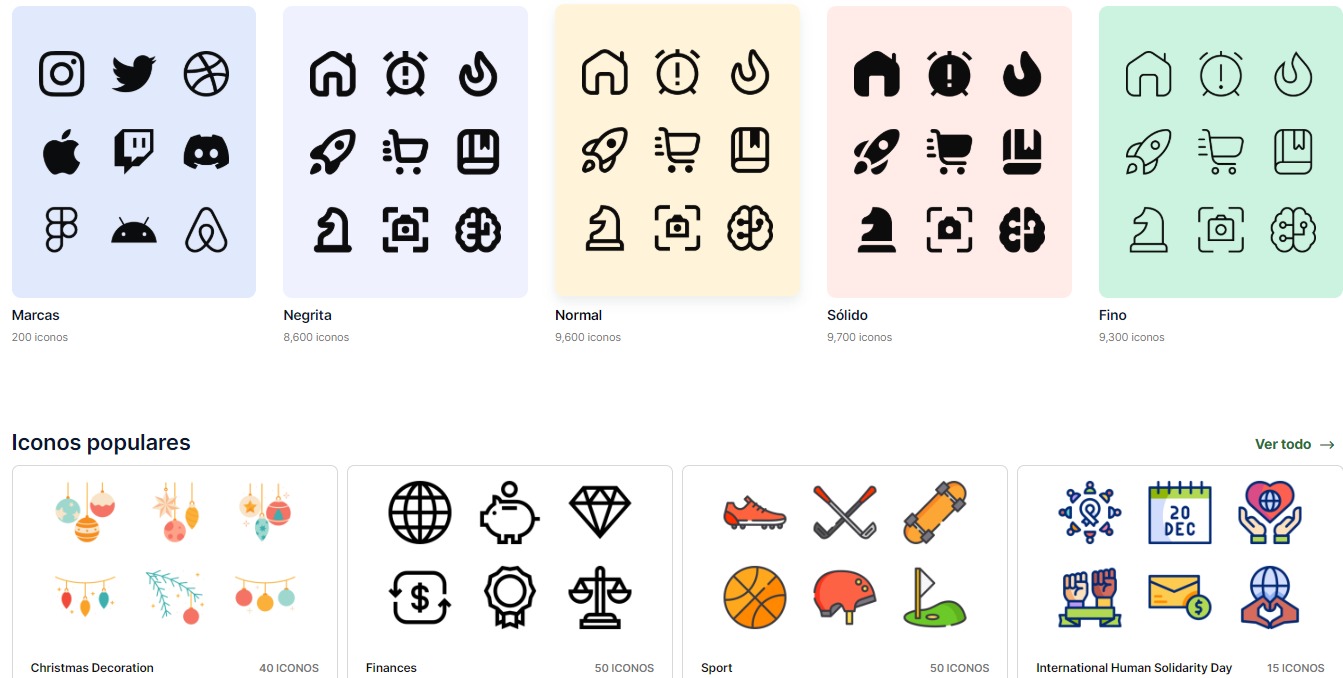 Marcas
200 iconos
Negrita
8,600 iconos
Normal
9,600 iconos
Sólido
9,700 iconos
Fino
9,300 iconos
Iconos populares
Ver todo →
$
20
DEC
$
Christmas Decoration
40 ICONOS
Finances
50 ICONOS
Sport
50 ICONOS
International Human Solidarity Day
15 ICONOS